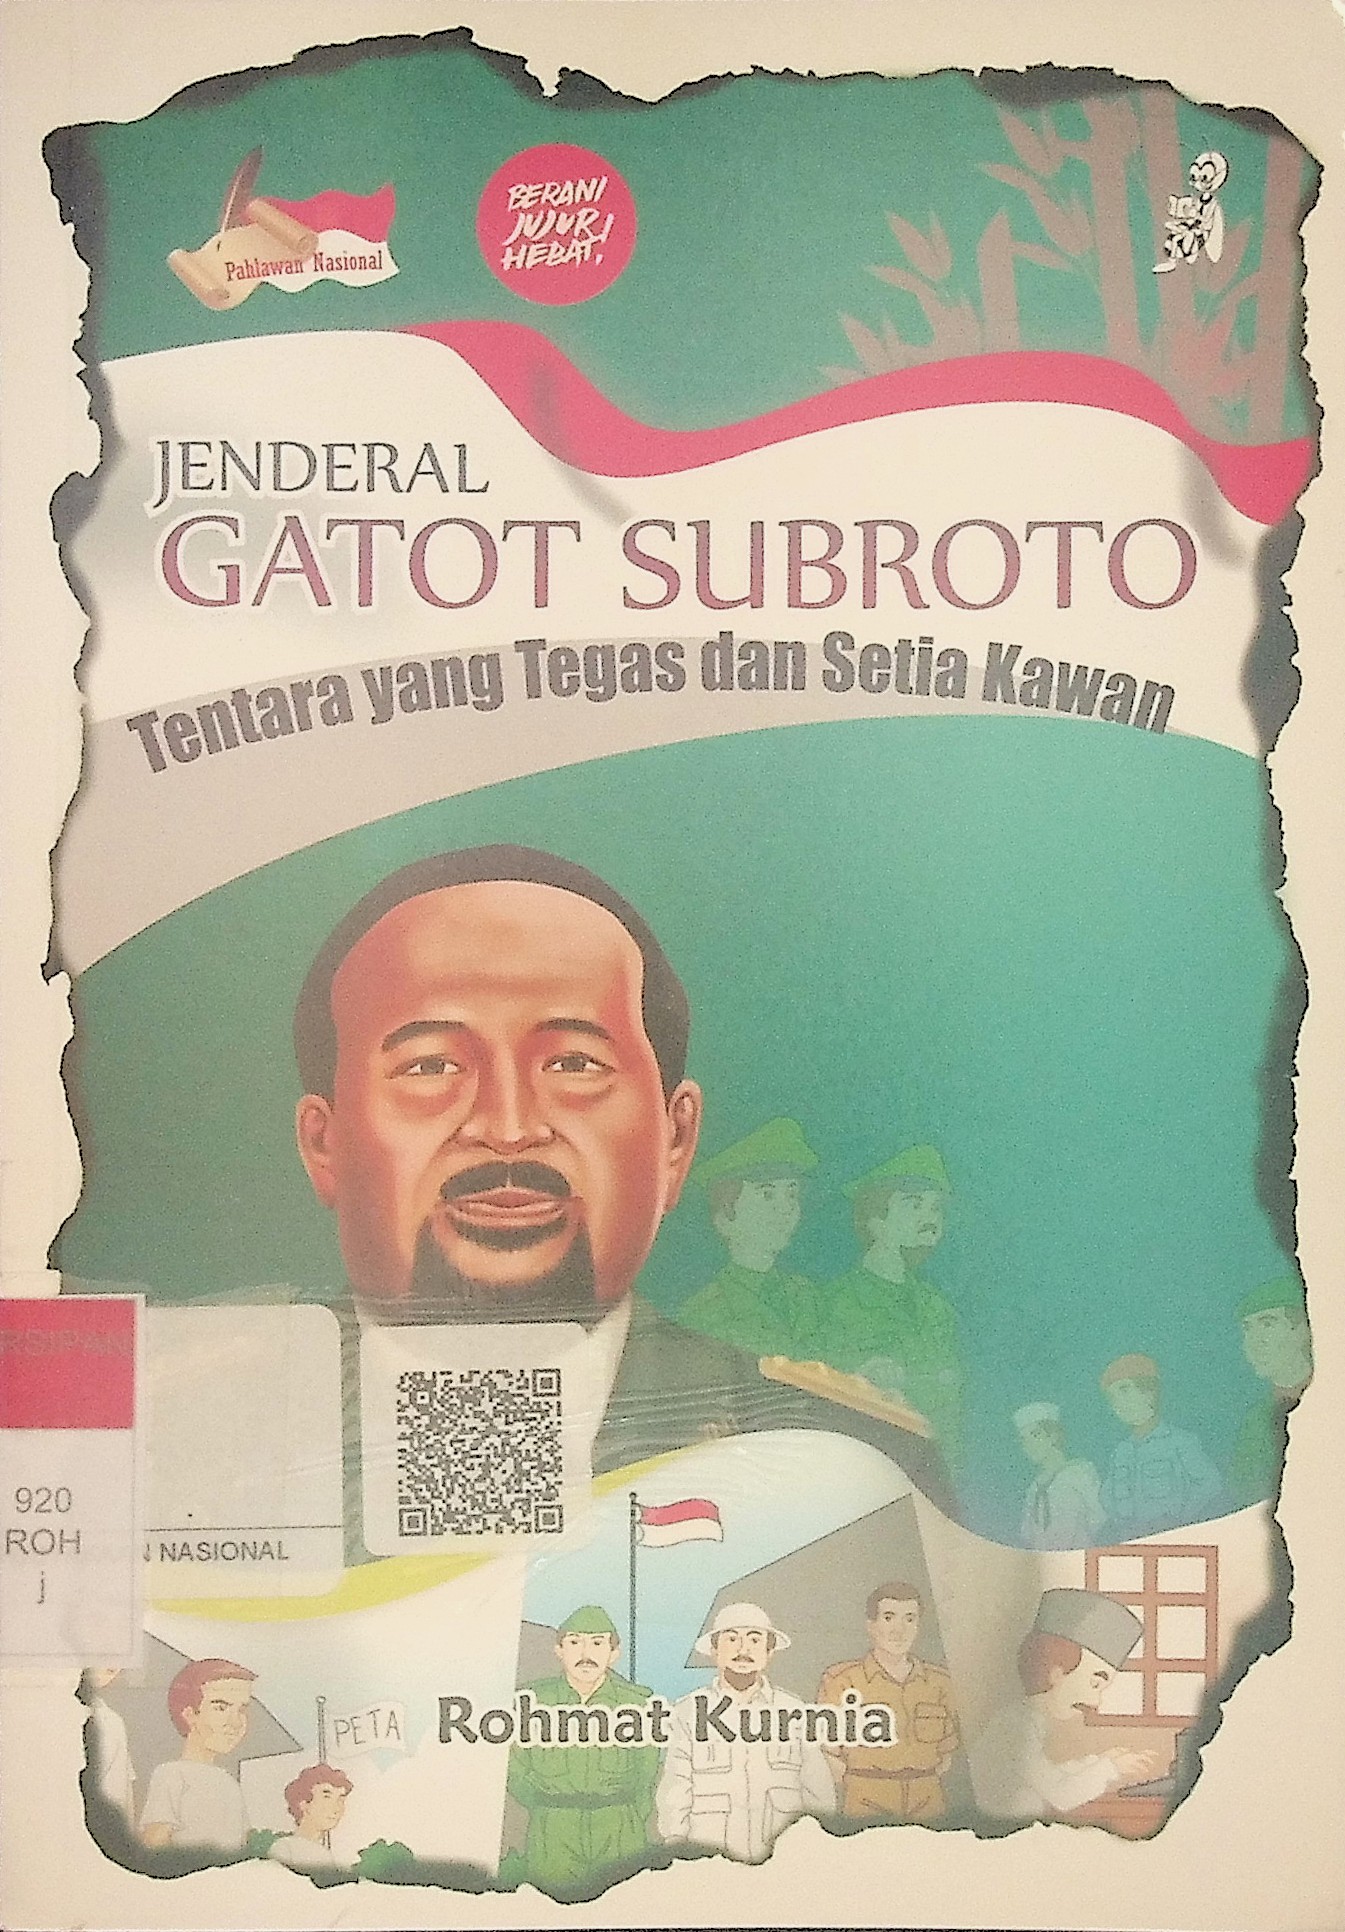 Pahlawan Nasional
BERANI
JUJUR
HEBAT.
JENDERAL
GATOT SUBROTO
Tentara yang Tegas dan Setia Kawan
RSIPAN
920
ROH
j
N NASIONAL
PETA
Rohmat Kurnia